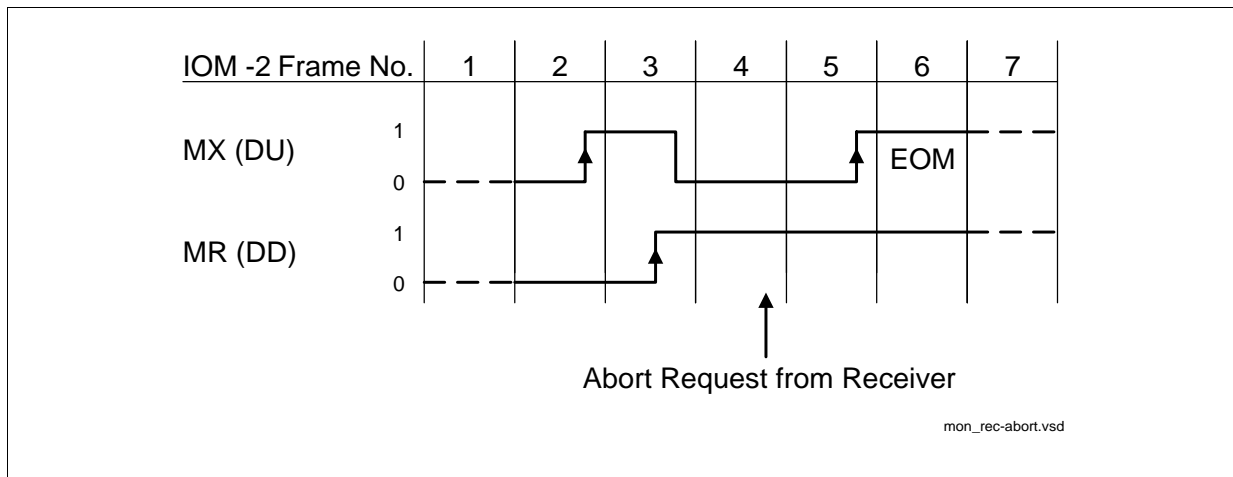 IOM -2 Frame No. 1 2 3 4 5 6 7
MX (DU) 1
0
EOM
MR (DD) 1
0
Abort Request from Receiver
mon_rec-abort.vsd